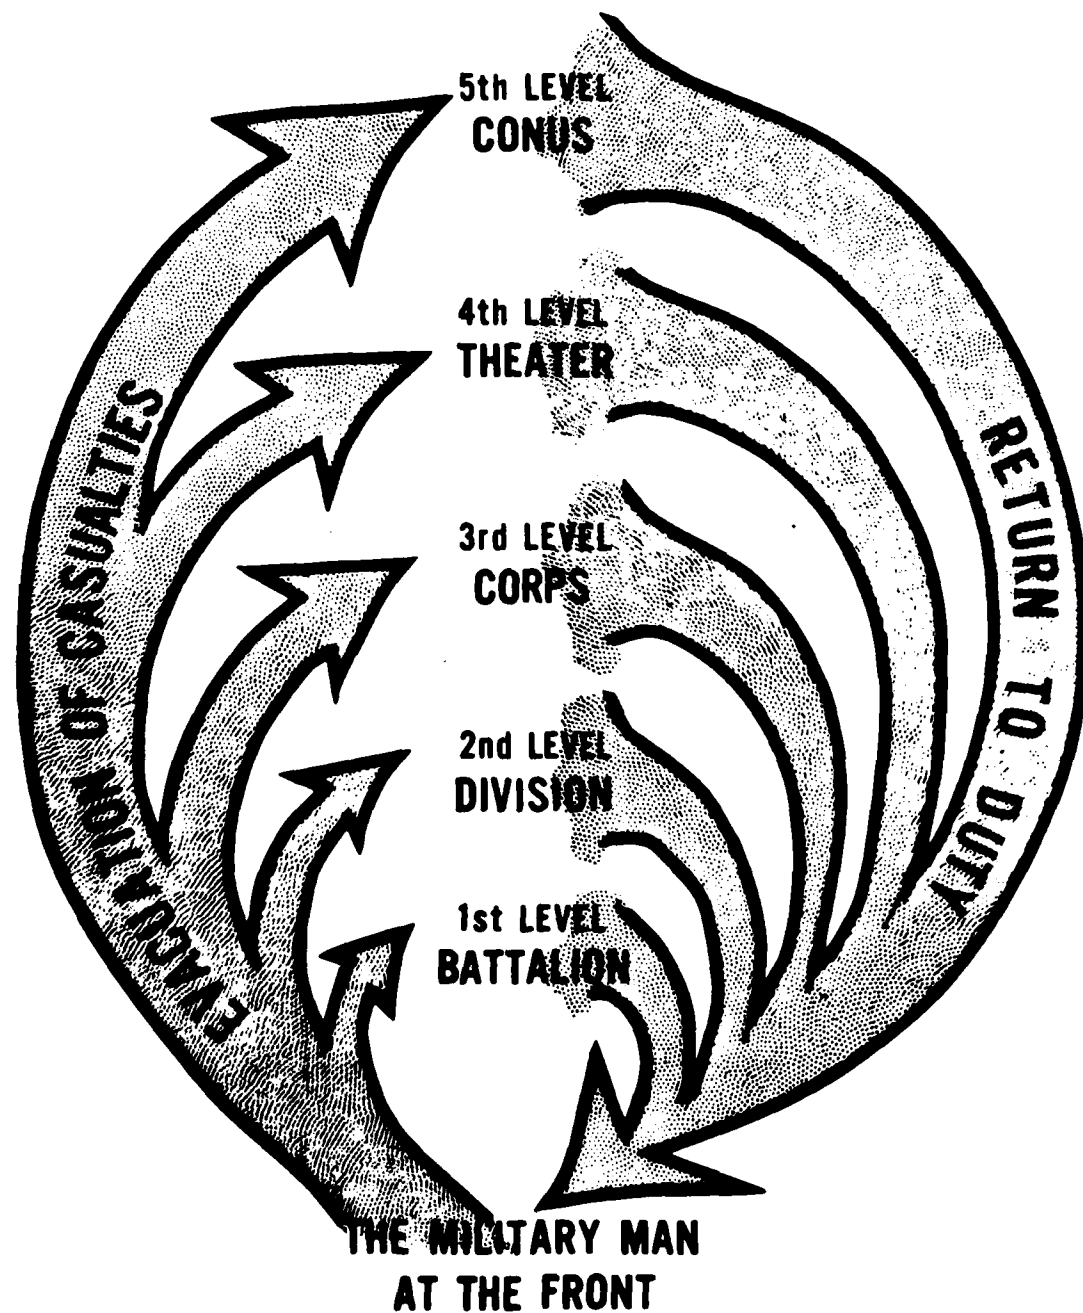 5th LEVEL
CONUS
4th LEVEL
THEATER
3rd LEVEL
CORPS
2nd LEVEL
DIVISION
1st LEVEL
BATTALION
EVACUATION OF CASUALTIES
RETURN TO DUTY
THE MILITARY MAN
AT THE FRONT